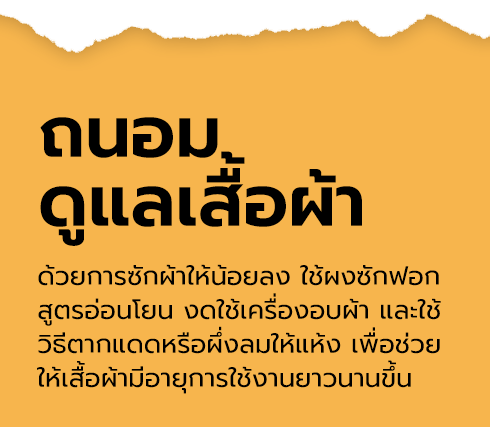 ถนอม
ดูแลเสื้อผ้า
ด้วยการซักผ้าให้น้อยลง ใช้ผงซักฟอก
สูตรอ่อนโยน งดใช้เครื่องอบผ้า และใช้
วิธีตากแดดหรือผึ่งลมให้แห้ง เพื่อช่วย
ให้เสื้อผ้ามีอายุการใช้งานยาวนานขึ้น